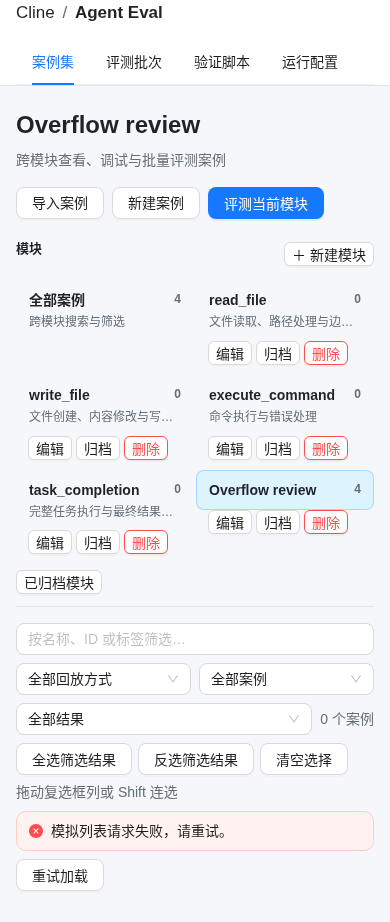 Cline / Agent Eval
案例集 评测批次 验证脚本 运行配置
Overflow review
跨模块查看、调试与批量评测案例
导入案例 新建案例 评测当前模块
模块 新建模块
全部案例 4
跨模块搜索与筛选
read_file 0
文件读取、路径处理与边…
编辑 归档 删除
write_file 0
文件创建、内容修改与写…
编辑 归档 删除
execute_command 0
命令执行与错误处理
编辑 归档 删除
task_completion 0
完整任务执行与最终结果…
编辑 归档 删除
Overflow review 4
编辑 归档 删除
已归档模块
按名称、ID 或标签筛选…
全部回放方式 全部案例
全部结果 0 个案例
全选筛选结果 反选筛选结果 清空选择
拖动复选框列或 Shift 连选
模拟列表请求失败，请重试。
重试加载